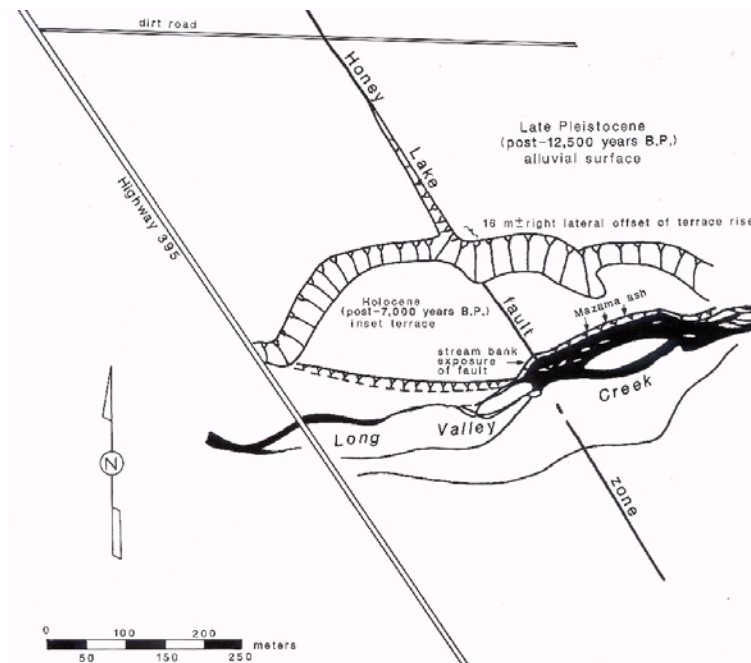 dirt road
Honey
Lake
Late Pleistocene
(post-12,500 years B.P.)
alluvial surface
Highway 395
16 m± right lateral offset of terrace rise
Holocene
(post-7,000 years B.P.)
inset terrace
fault
Mazama ash
stream bank
exposure
of fault
Creek
Valley
Long
zone
N
0 100 200
meters
50 150 250